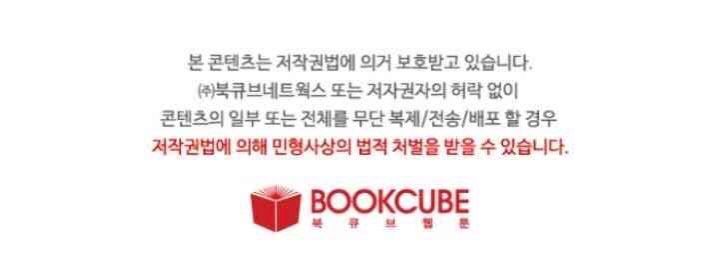 본 콘텐츠는 저작권법에 의거 보호받고 있습니다.
㈜북큐브네트웍스 또는 저자권자의 허락 없이
콘텐츠의 일부 또는 전체를 무단 복제/전송/배포 할 경우
저작권법에 의해 민형사상의 법적 처벌을 받을 수 있습니다.
BOOKCUBE
북큐브웹툰